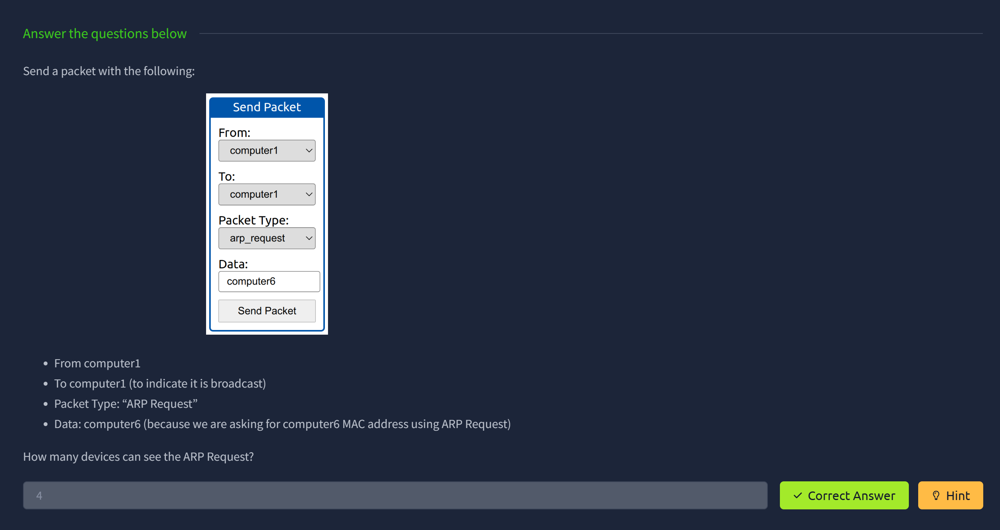 Answer the questions below
Send a packet with the following:
Send Packet
From:
computer1
To:
computer1
Packet Type:
arp_request
Data:
computer6
Send Packet
• From computer1
• To computer1 (to indicate it is broadcast)
• Packet Type: “ARP Request”
• Data: computer6 (because we are asking for computer6 MAC address using ARP Request)
How many devices can see the ARP Request?
4
Correct Answer
Hint